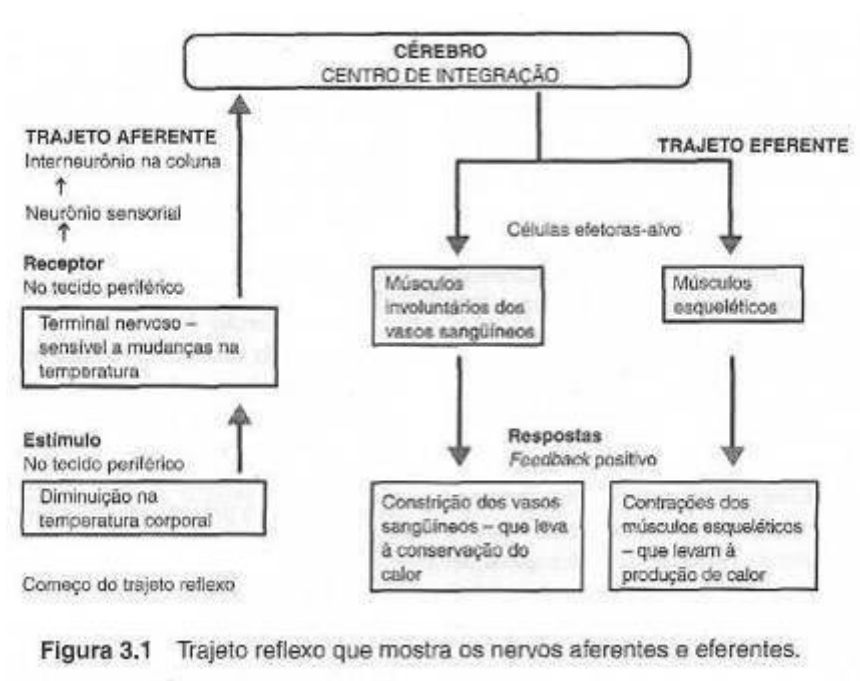 CÉREBRO
CENTRO DE INTEGRAÇÃO
TRAJETO AFERENTE
Interneurônio na coluna
↑
Neurônio sensorial
↑
Receptor
No tecido periférico
Terminal nervoso –
sensível a mudanças na
temperatura
Estímulo
No tecido periférico
Diminuição na
temperatura corporal
Começo do trajeto reflexo
TRAJETO EFERENTE
Células efetoras-alvo
Músculos
involuntários dos
vasos sangüíneos
Músculos
esqueléticos
Respostas
Feedback positivo
Constrição dos vasos
sangüíneos – que leva
à conservação do
calor
Contrações dos
músculos esqueléticos
– que levam à
produção de calor
Figura 3.1 Trajeto reflexo que mostra os nervos aferentes e eferentes.